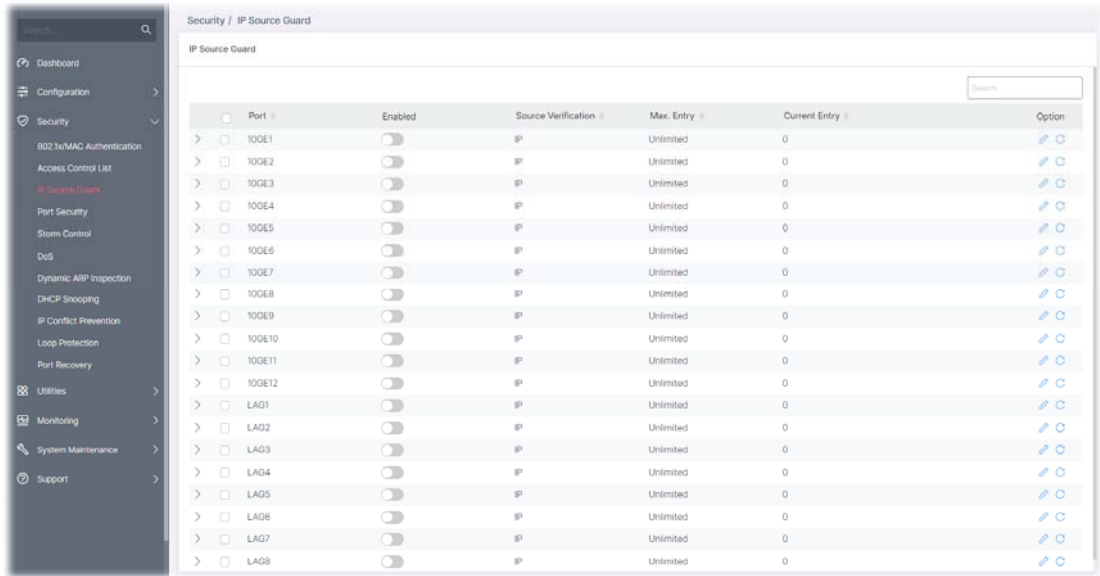 Security / IP Source Guard
Search
IP Source Guard
Dashboard
Configuration
Security
802.1x/MAC Authentication
Access Control List
IP Source Guard
Port Security
Storm Control
DoS
Dynamic ARP Inspection
DHCP Snooping
IP Conflict Prevention
Loop Protection
Port Recovery
Utilities
Monitoring
System Maintenance
Support
Search
Port Enabled Source Verification Max. Entry Current Entry Option
10GE1 IP Unlimited 0
10GE2 IP Unlimited 0
10GE3 IP Unlimited 0
10GE4 IP Unlimited 0
10GE5 IP Unlimited 0
10GE6 IP Unlimited 0
10GE7 IP Unlimited 0
10GE8 IP Unlimited 0
10GE9 IP Unlimited 0
10GE10 IP Unlimited 0
10GE11 IP Unlimited 0
10GE12 IP Unlimited 0
LAG1 IP Unlimited 0
LAG2 IP Unlimited 0
LAG3 IP Unlimited 0
LAG4 IP Unlimited 0
LAG5 IP Unlimited 0
LAG6 IP Unlimited 0
LAG7 IP Unlimited 0
LAG8 IP Unlimited 0